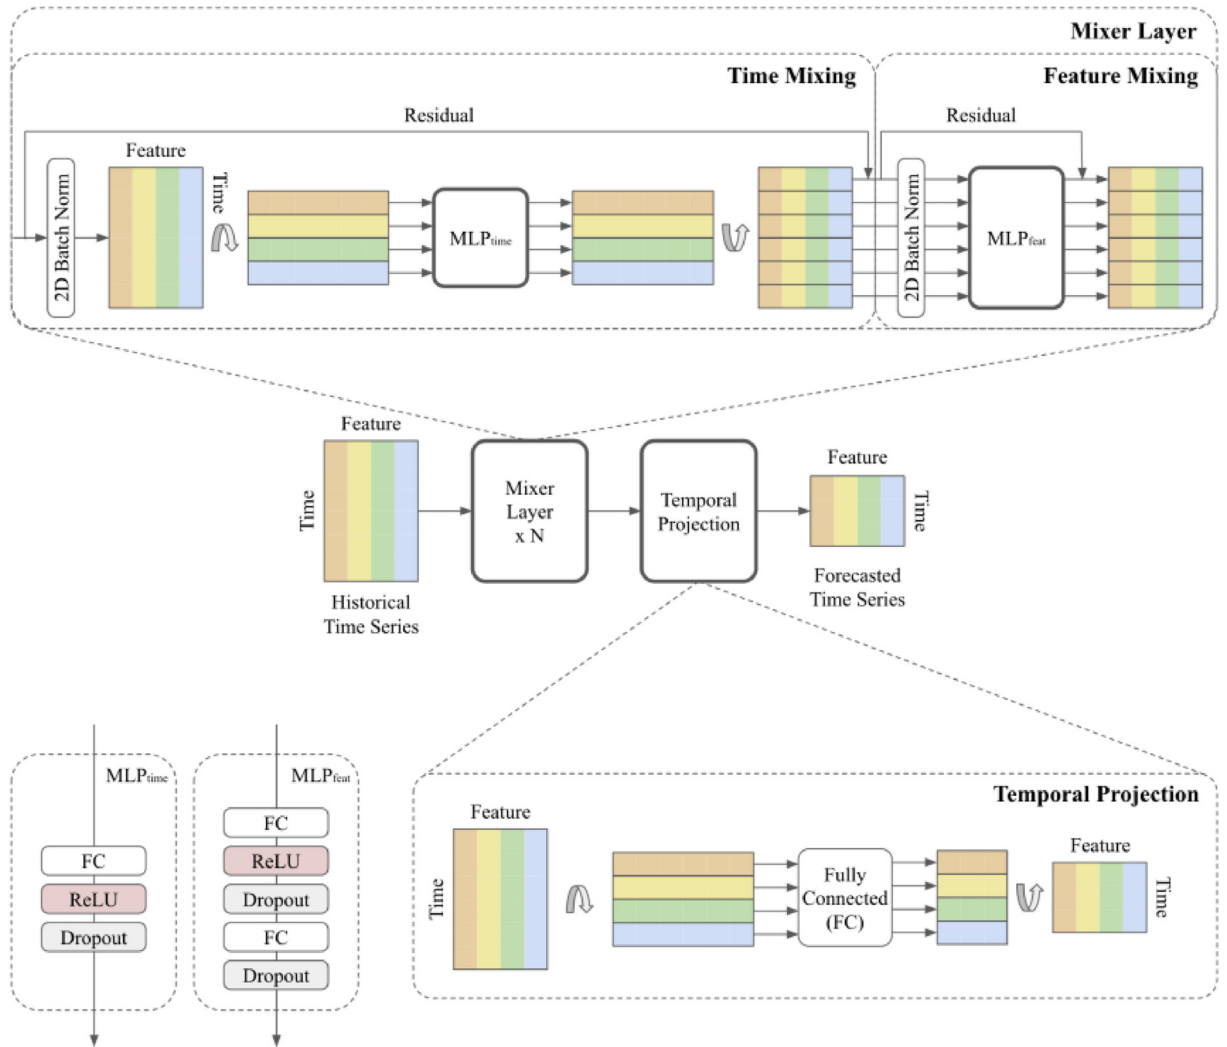 Mixer Layer
Time Mixing
Feature Mixing
Residual
Residual
2D Batch Norm
Feature
Time
MLPtime
2D Batch Norm
MLPfeat
Feature
Time
Historical
Time Series
Mixer
Layer
x N
Temporal
Projection
Feature
Time
Forecasted
Time Series
MLPtime
FC
ReLU
Dropout
MLPfeat
FC
ReLU
Dropout
FC
Dropout
Temporal Projection
Feature
Time
Fully
Connected
(FC)
Feature
Time